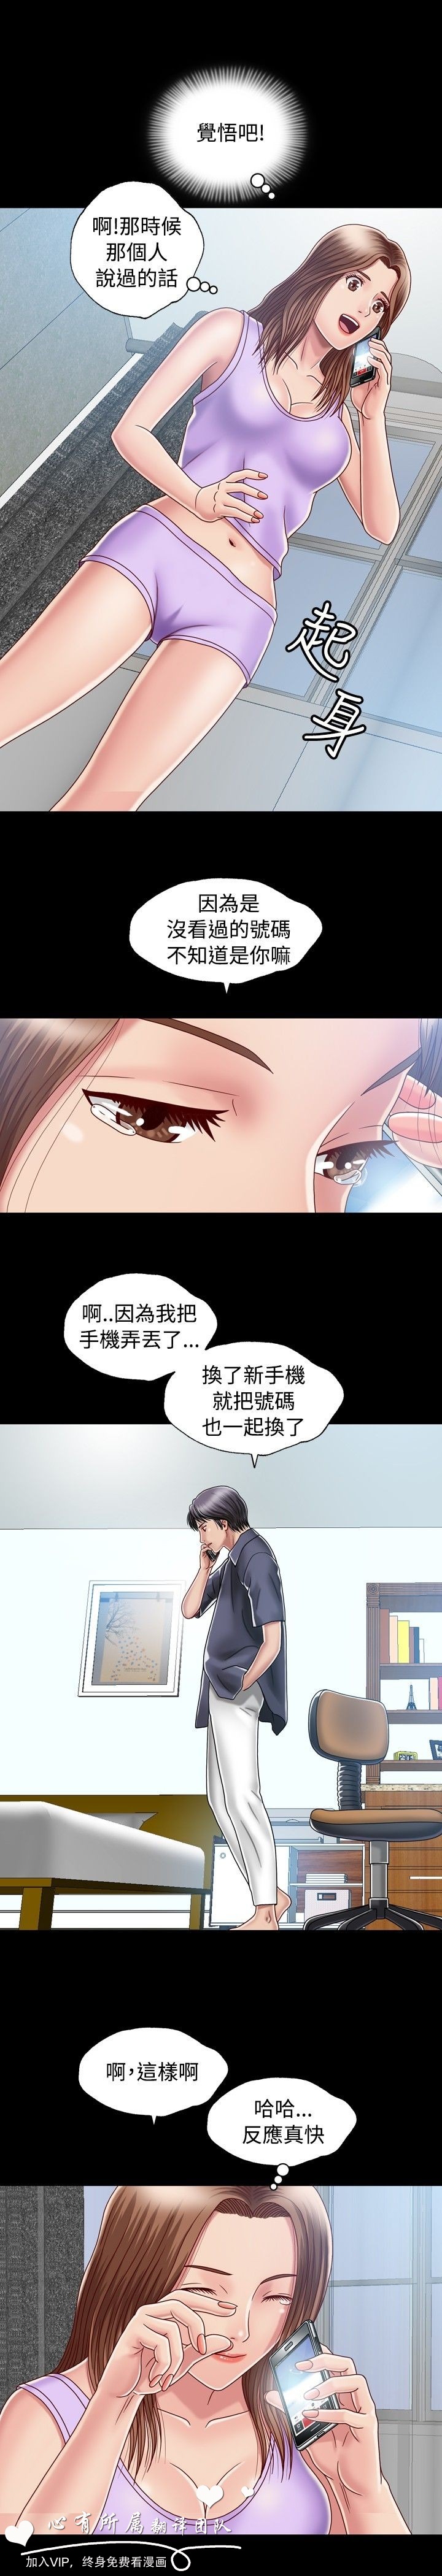 覺悟吧!
啊!那時候
那個人
說過的話
起身
因為是
沒看過的號碼
不知道是你嘛
啊..因為我把
手機弄丟了...
換了新手機
就把號碼
也一起換了
啊,這樣啊
哈哈...
反應真快
心有所属翻译团队
加入VIP，终身免费看漫画